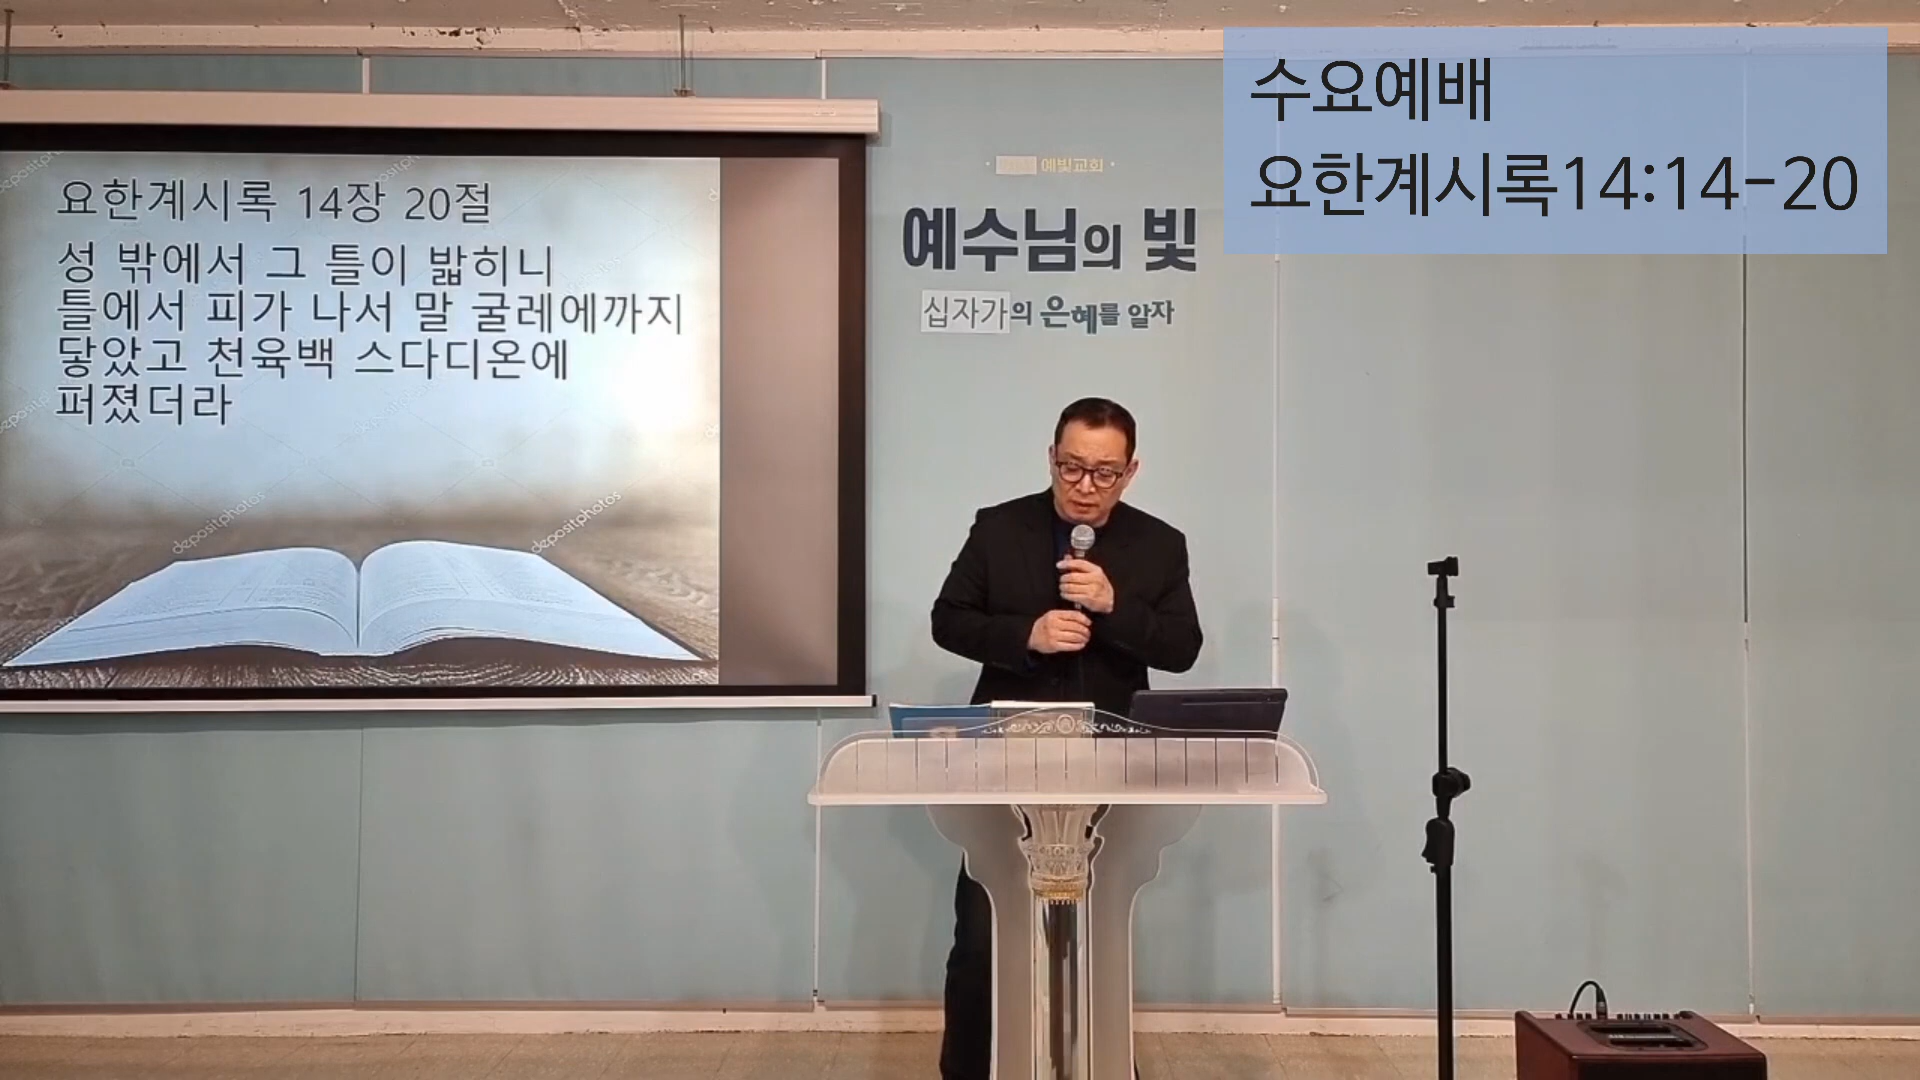 수요예배
요한계시록14:14-20
요한계시록 14장 20절
성 밖에서 그 틀이 밟히니
틀에서 피가 나서 말 굴레에까지
닿았고 천육백 스다디온에
퍼졌더라
depositphotos
depositphotos
예빛교회
예수님의 빛
십자가의 은혜를 알자